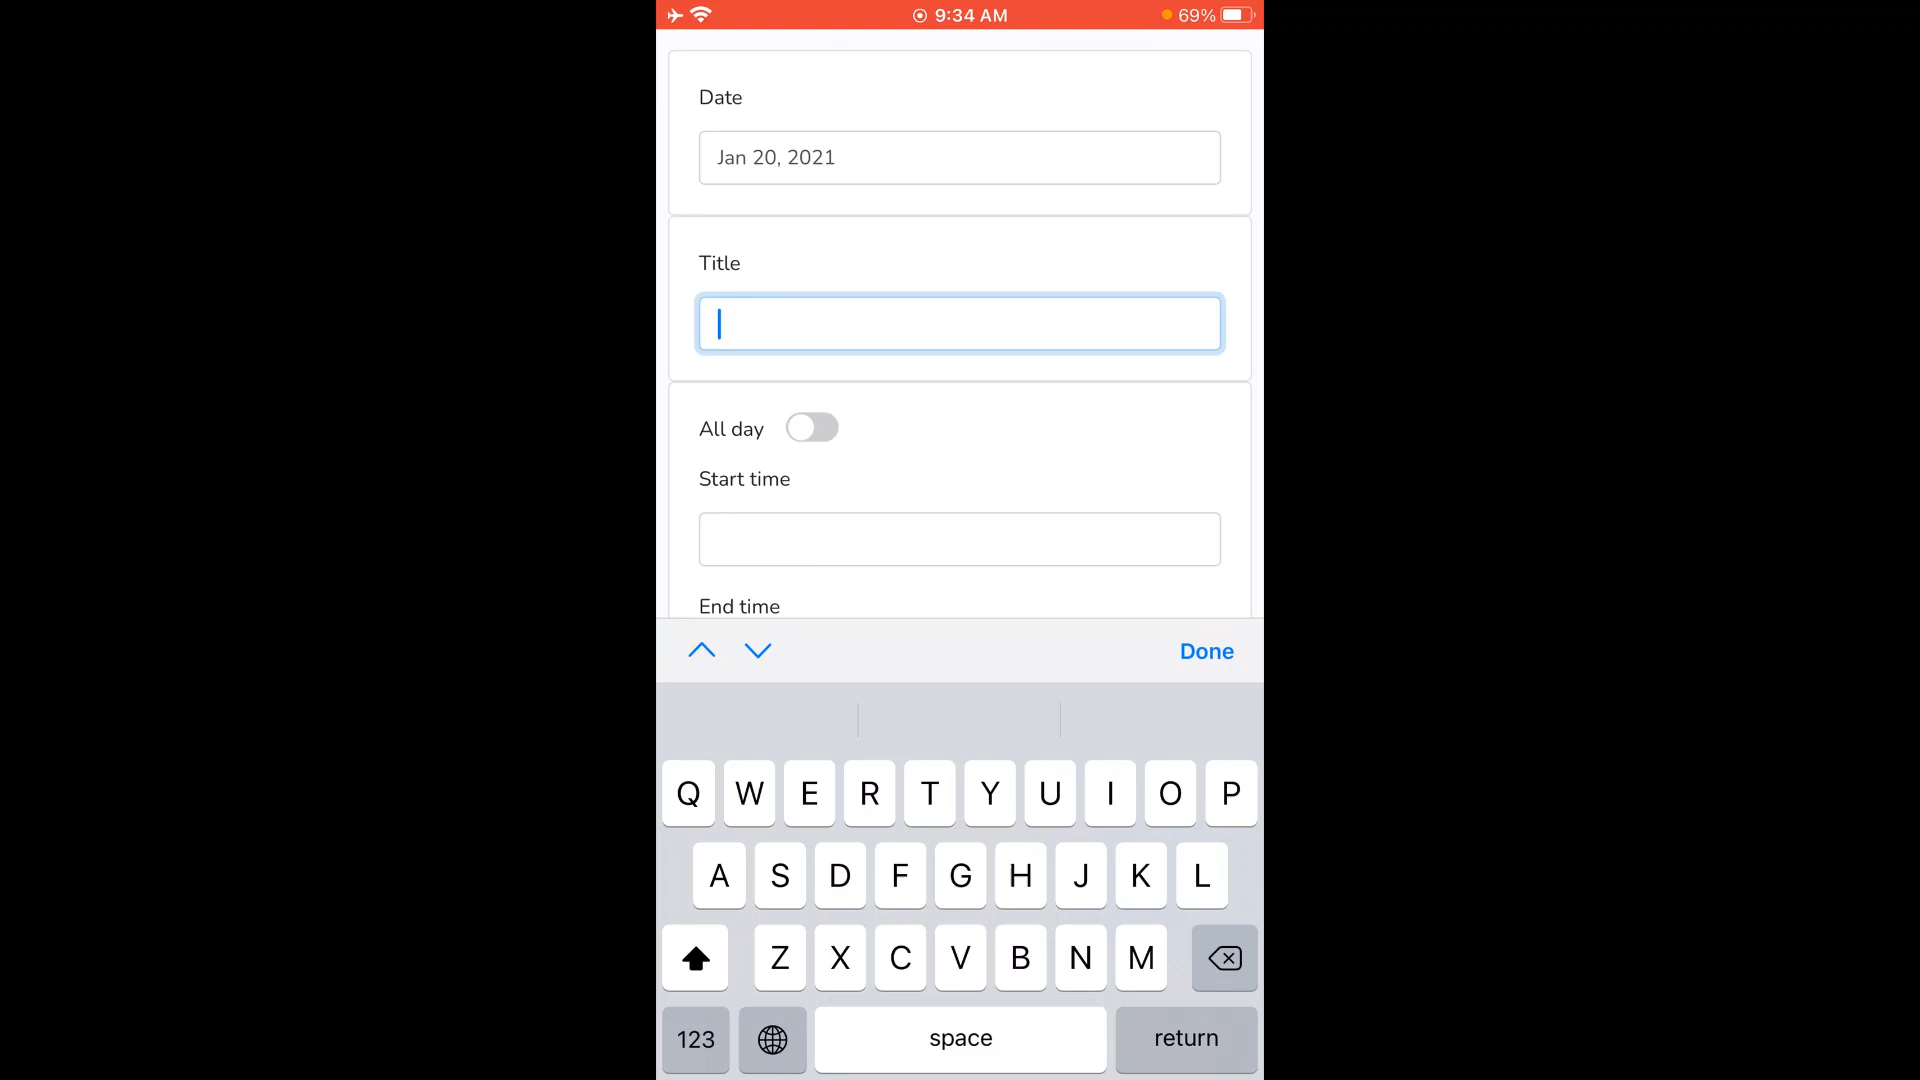 9:34 AM
69%
Date
Jan 20, 2021
Title
All day
Start time
End time
Done
Q W E R T Y U I O P
A S D F G H J K L
Z X C V B N M
123 space return